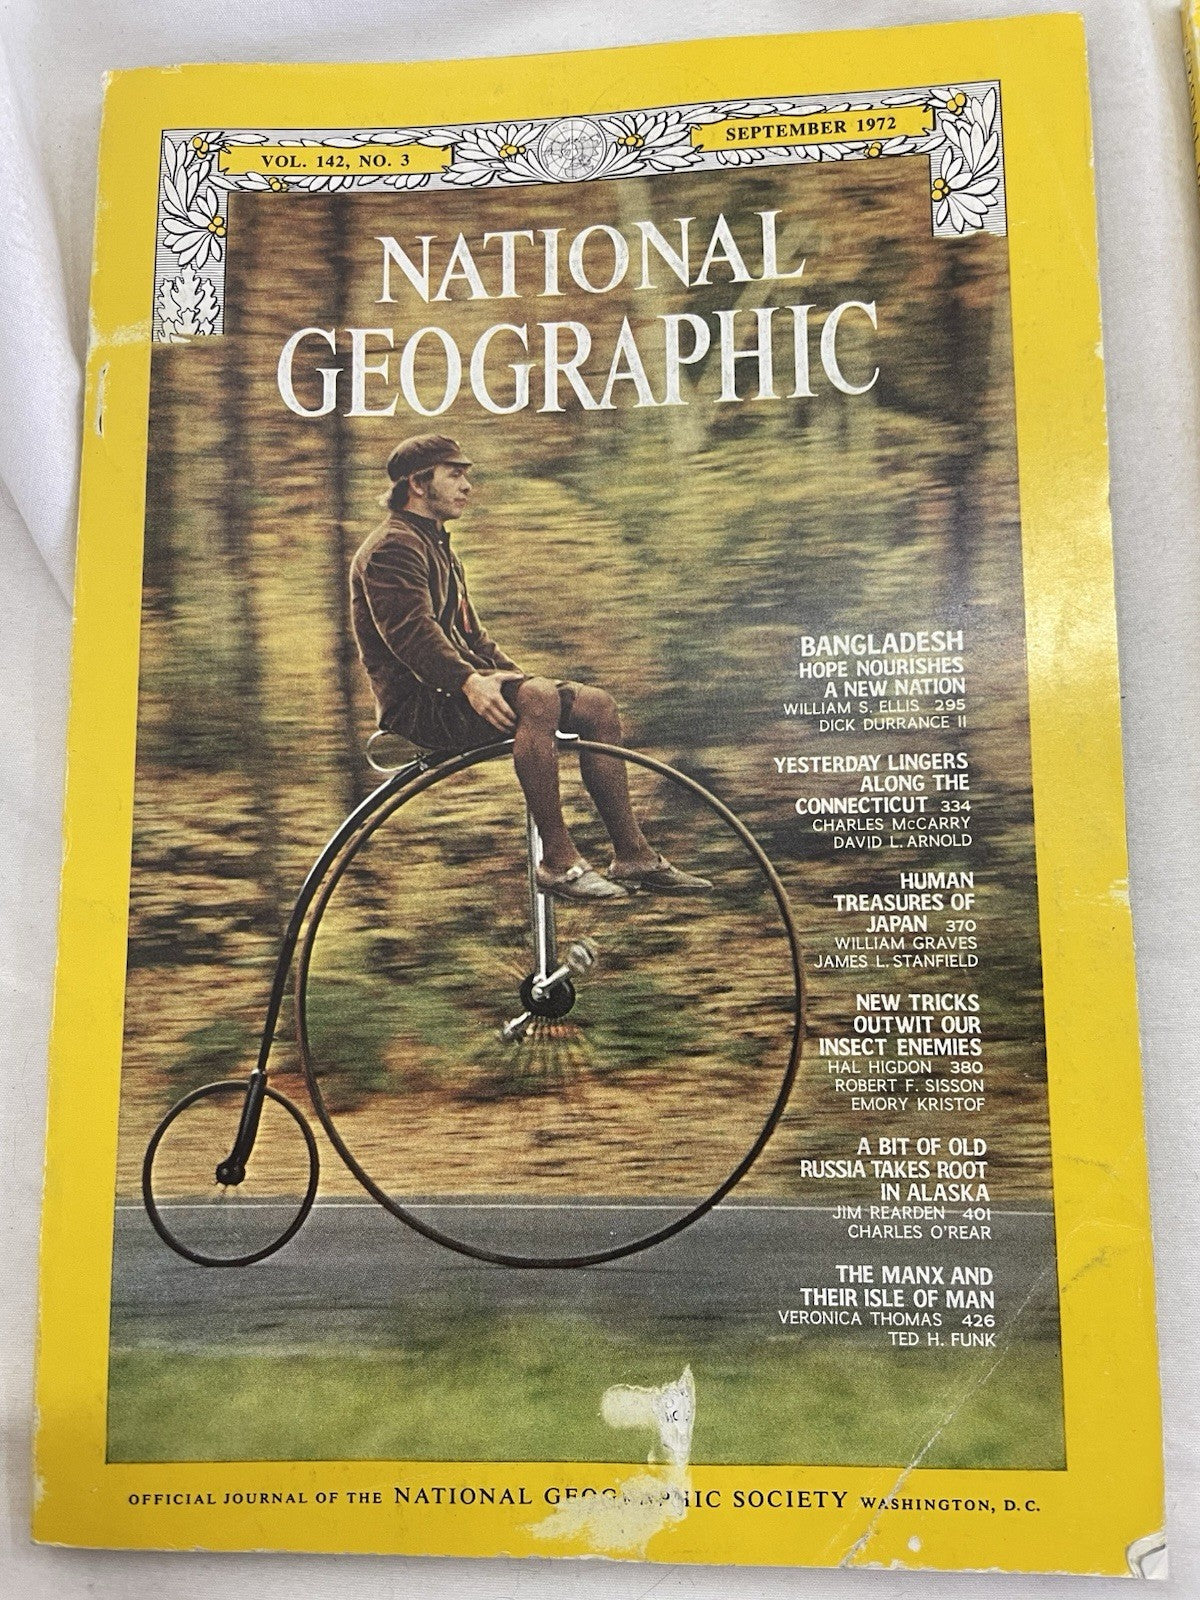 VOL. 142, NO. 3
SEPTEMBER 1972
NATIONAL
GEOGRAPHIC
BANGLADESH
HOPE NOURISHES
A NEW NATION
WILLIAM S. ELLIS 295
DICK DURRANCE II
YESTERDAY LINGERS
ALONG THE
CONNECTICUT 334
CHARLES McCARRY
DAVID L. ARNOLD
HUMAN
TREASURES OF
JAPAN 370
WILLIAM GRAVES
JAMES L. STANFIELD
NEW TRICKS
OUTWIT OUR
INSECT ENEMIES
HAL HIGDON 380
ROBERT F. SISSON
EMORY KRISTOF
A BIT OF OLD
RUSSIA TAKES ROOT
IN ALASKA
JIM REARDEN 401
CHARLES O'REAR
THE MANX AND
THEIR ISLE OF MAN
VERONICA THOMAS 426
TED H. FUNK
OFFICIAL JOURNAL OF THE NATIONAL GEOGRAPHIC SOCIETY WASHINGTON, D.C.